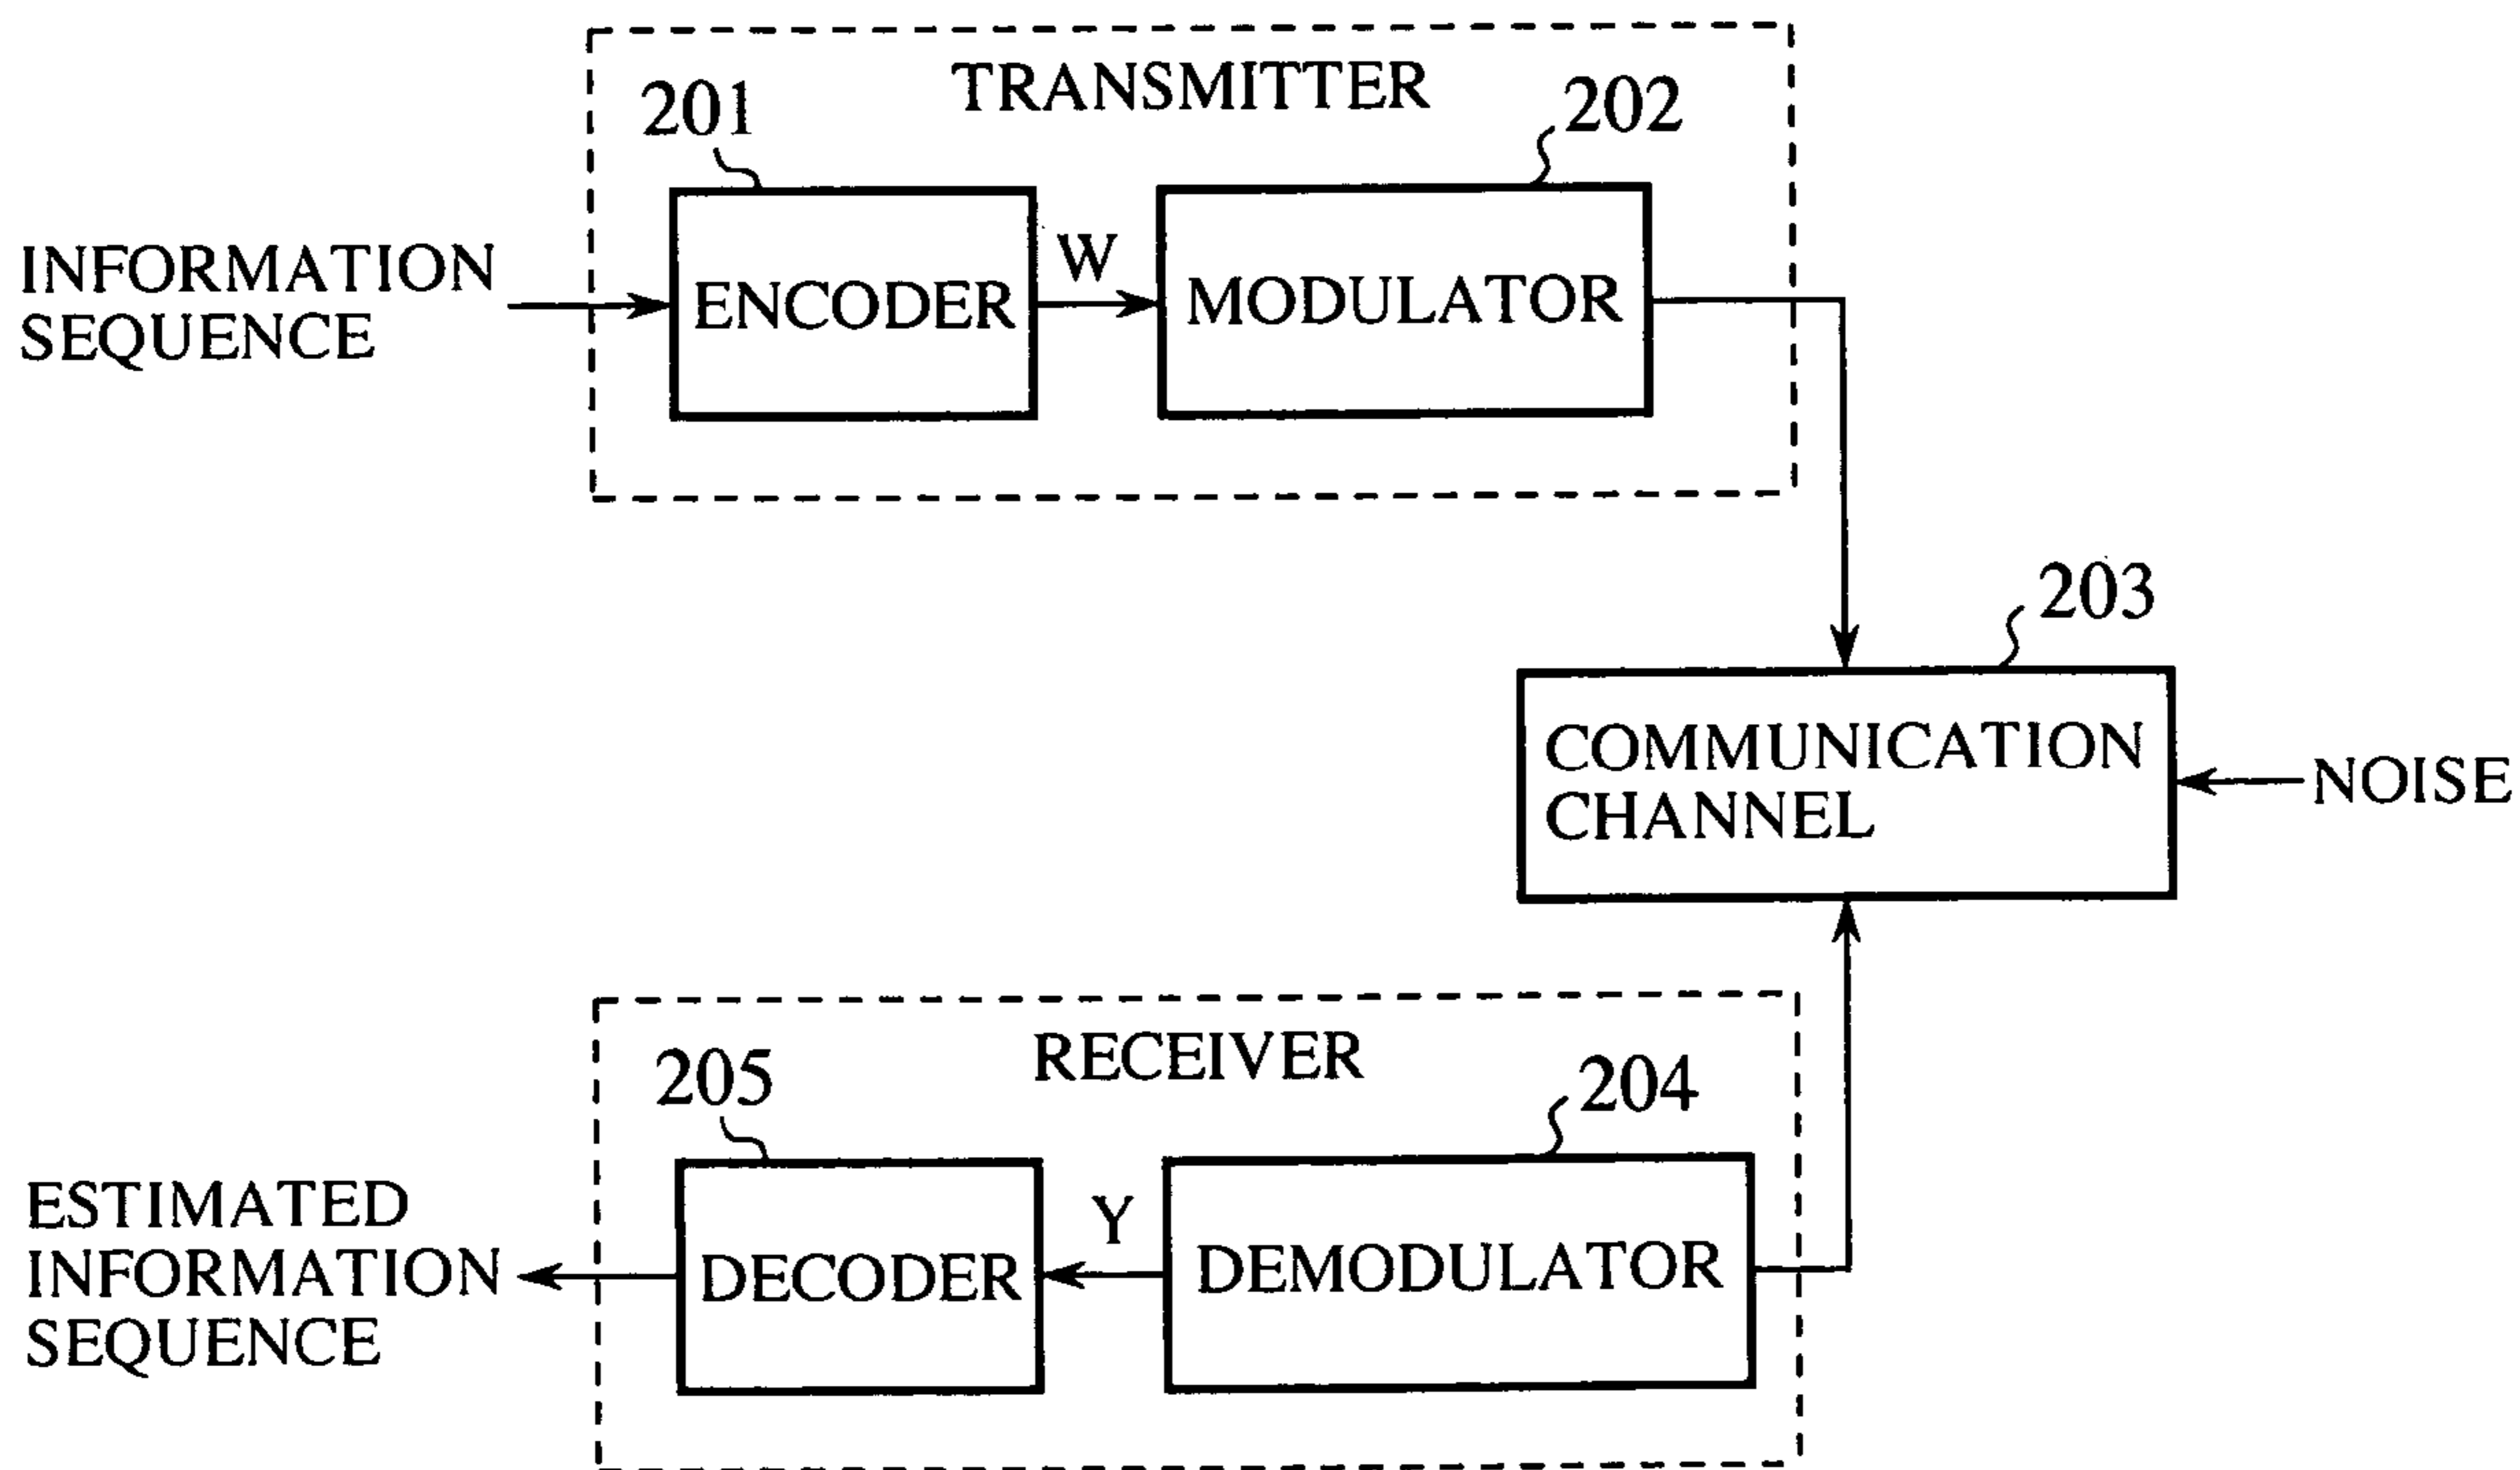 TRANSMITTER
201
202
INFORMATION
SEQUENCE
ENCODER
W
MODULATOR
203
COMMUNICATION
CHANNEL
NOISE
RECEIVER
205
204
ESTIMATED
INFORMATION
SEQUENCE
DECODER
Y
DEMODULATOR